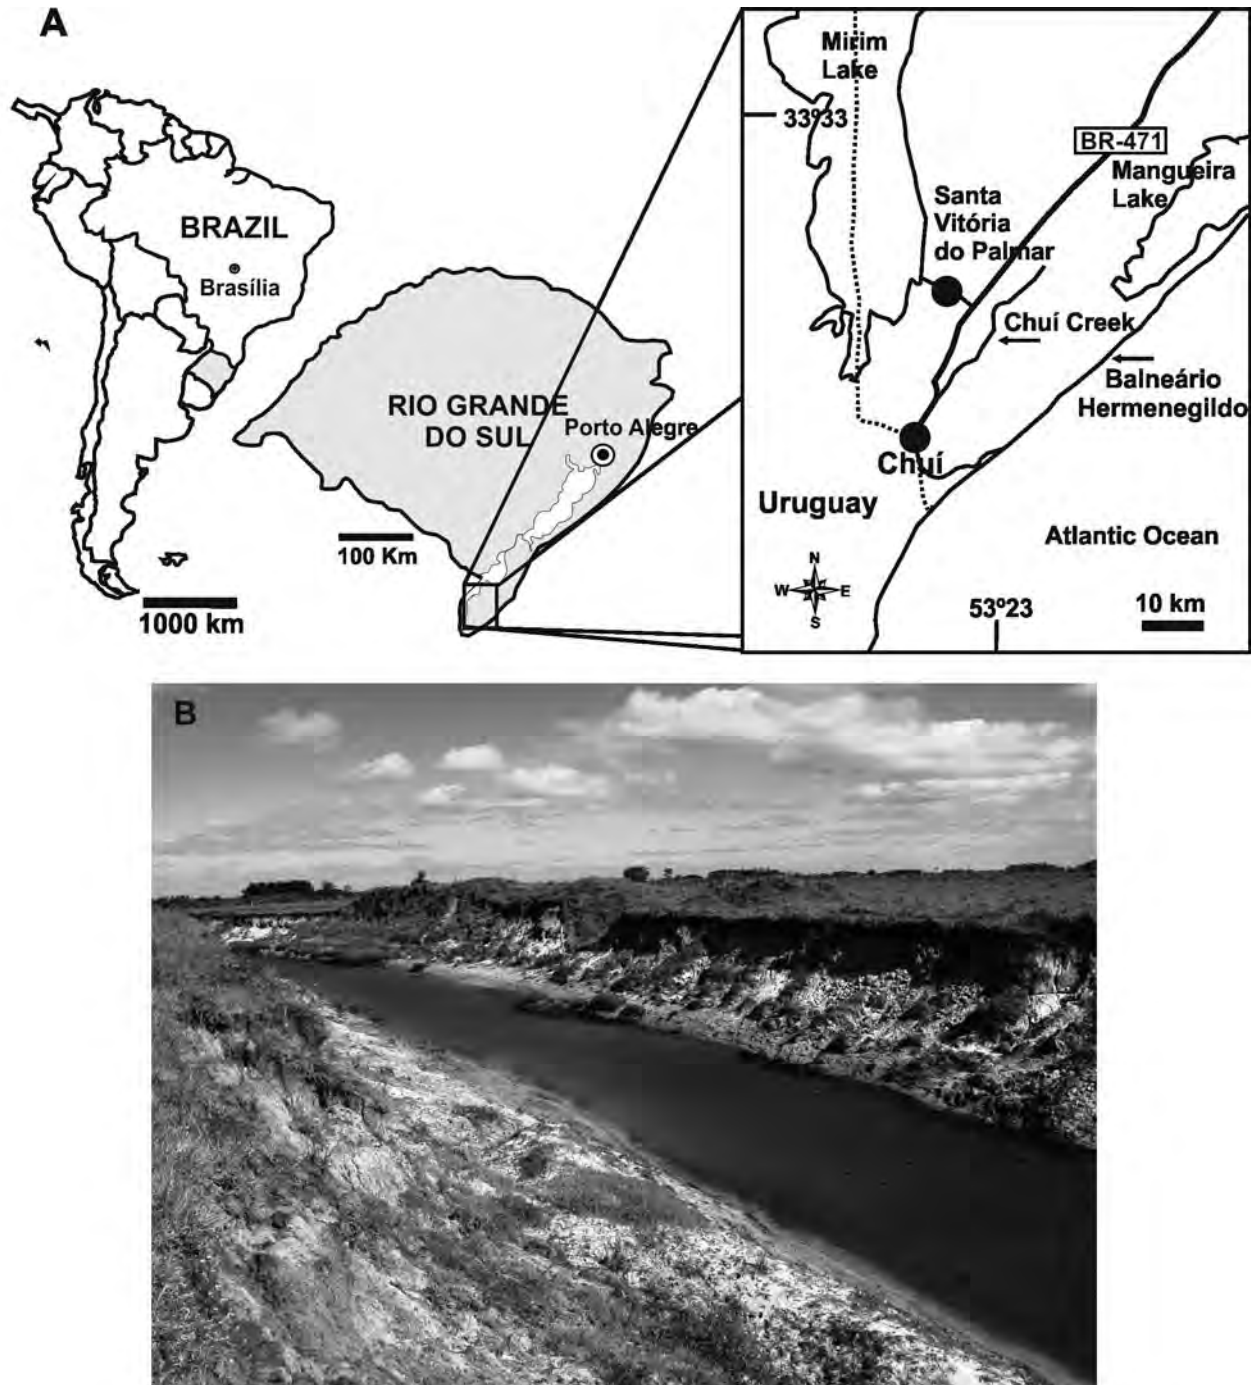 A
BRAZIL
Brasília
1000 km
RIO GRANDE
DO SUL
Porto Alegre
100 Km
Mirim
Lake
33º33
BR-471
Mangueira
Lake
Santa
Vitória
do Palmar
Chuí Creek
Balneário
Hermenegildo
Chuí
Uruguay
Atlantic Ocean
N
W
E
S
53º23
10 km
B